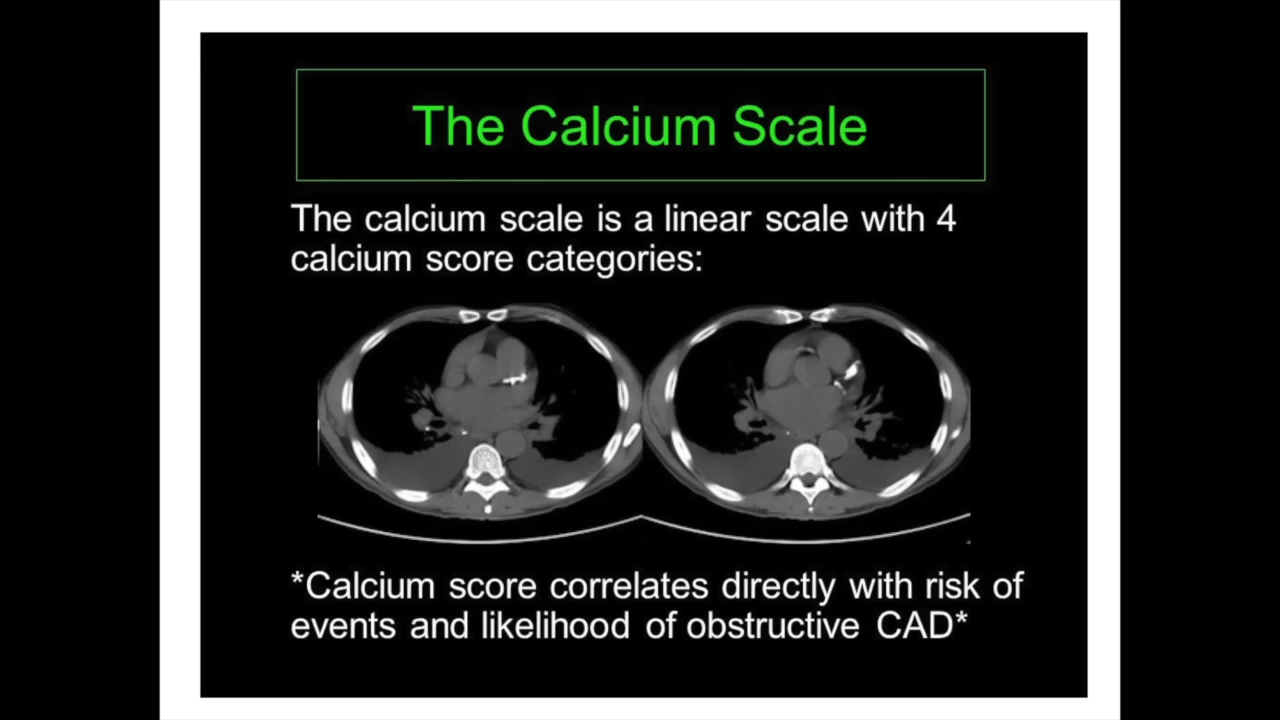 The Calcium Scale
The calcium scale is a linear scale with 4
calcium score categories:
*Calcium score correlates directly with risk of
events and likelihood of obstructive CAD*